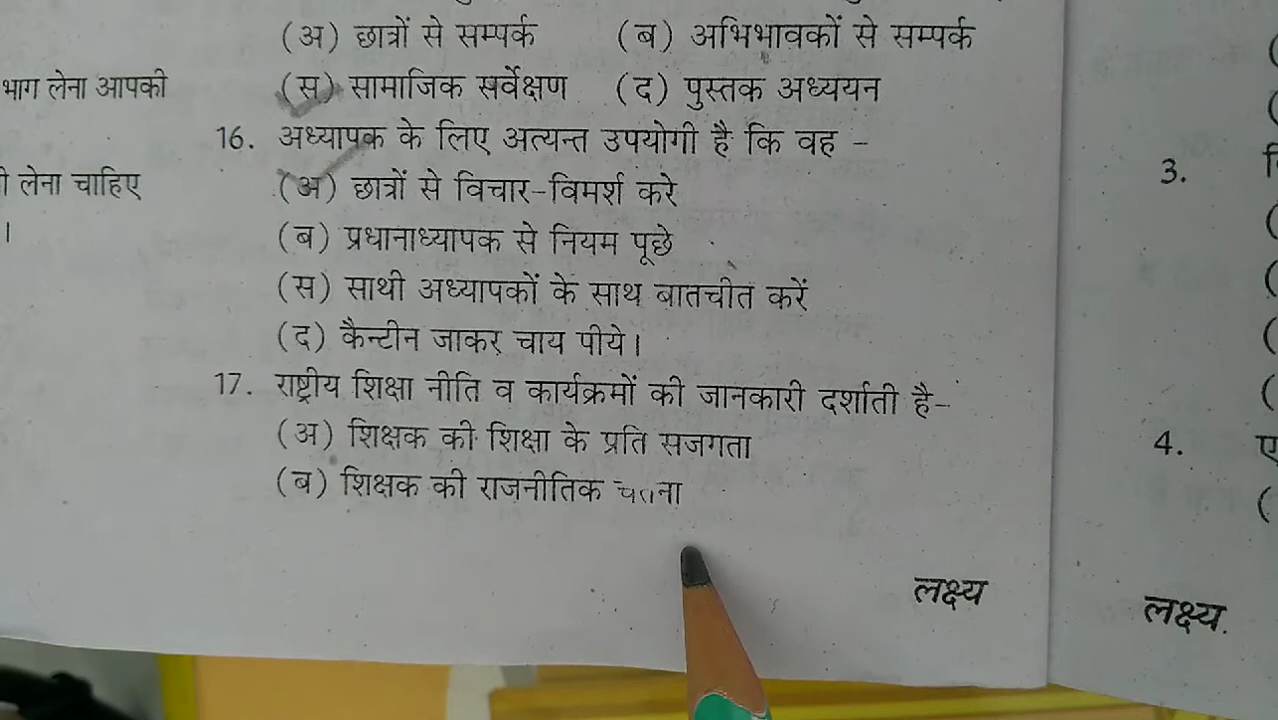 (अ) छात्रों से सम्पर्क (ब) अभिभावकों से सम्पर्क
(स) सामाजिक सर्वेक्षण (द) पुस्तक अध्ययन
16. अध्यापक के लिए अत्यन्त उपयोगी है कि वह –
(अ) छात्रों से विचार-विमर्श करे
(ब) प्रधानाध्यापक से नियम पूछे
(स) साथी अध्यापकों के साथ बातचीत करें
(द) कैन्टीन जाकर चाय पीये।
17. राष्ट्रीय शिक्षा नीति व कार्यक्रमों की जानकारी दर्शाती है–
(अ) शिक्षक की शिक्षा के प्रति सजगता
(ब) शिक्षक की राजनीतिक
लक्ष्य
भाग लेना आपकी
लेना चाहिए
।
3.
4.
लक्ष्य